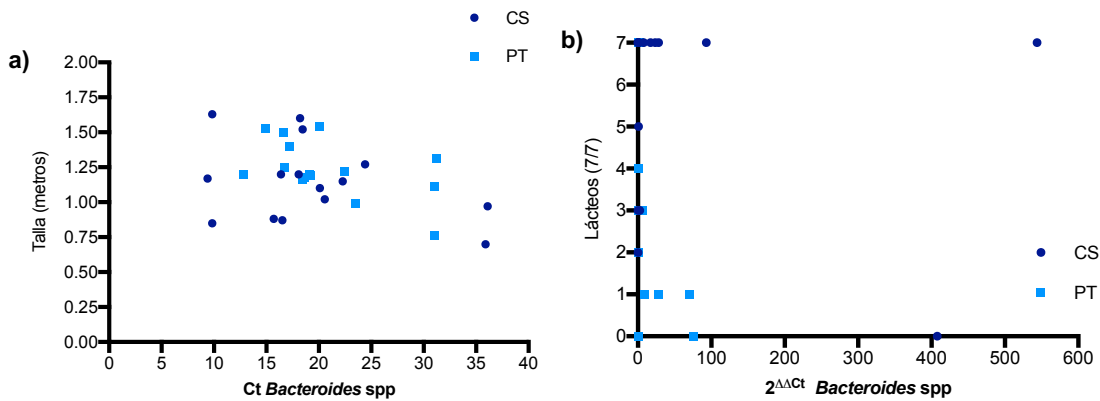 a)
CS
PT
2.00
1.75
1.50
1.25
1.00
0.75
0.50
0.25
0.00
Talla (metros)
0 5 10 15 20 25 30 35 40
Ct Bacteroides spp
b)
7
6
5
4
3
2
1
0
Lácteos (7/7)
CS
PT
0 100 200 300 400 500 600
2^ΔΔCt Bacteroides spp